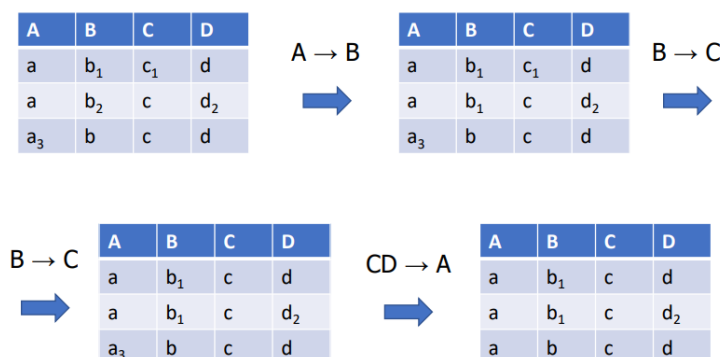 A B C D
a b₁ c₁ d
a b₂ c d₂
a₃ b c d
A → B
A B C D
a b₁ c₁ d
a b₁ c d₂
a₃ b c d
B → C
B → C
A B C D
a b₁ c d
a b₁ c d₂
a₃ b c d
CD → A
A B C D
a b₁ c d
a b₁ c d₂
a b c d